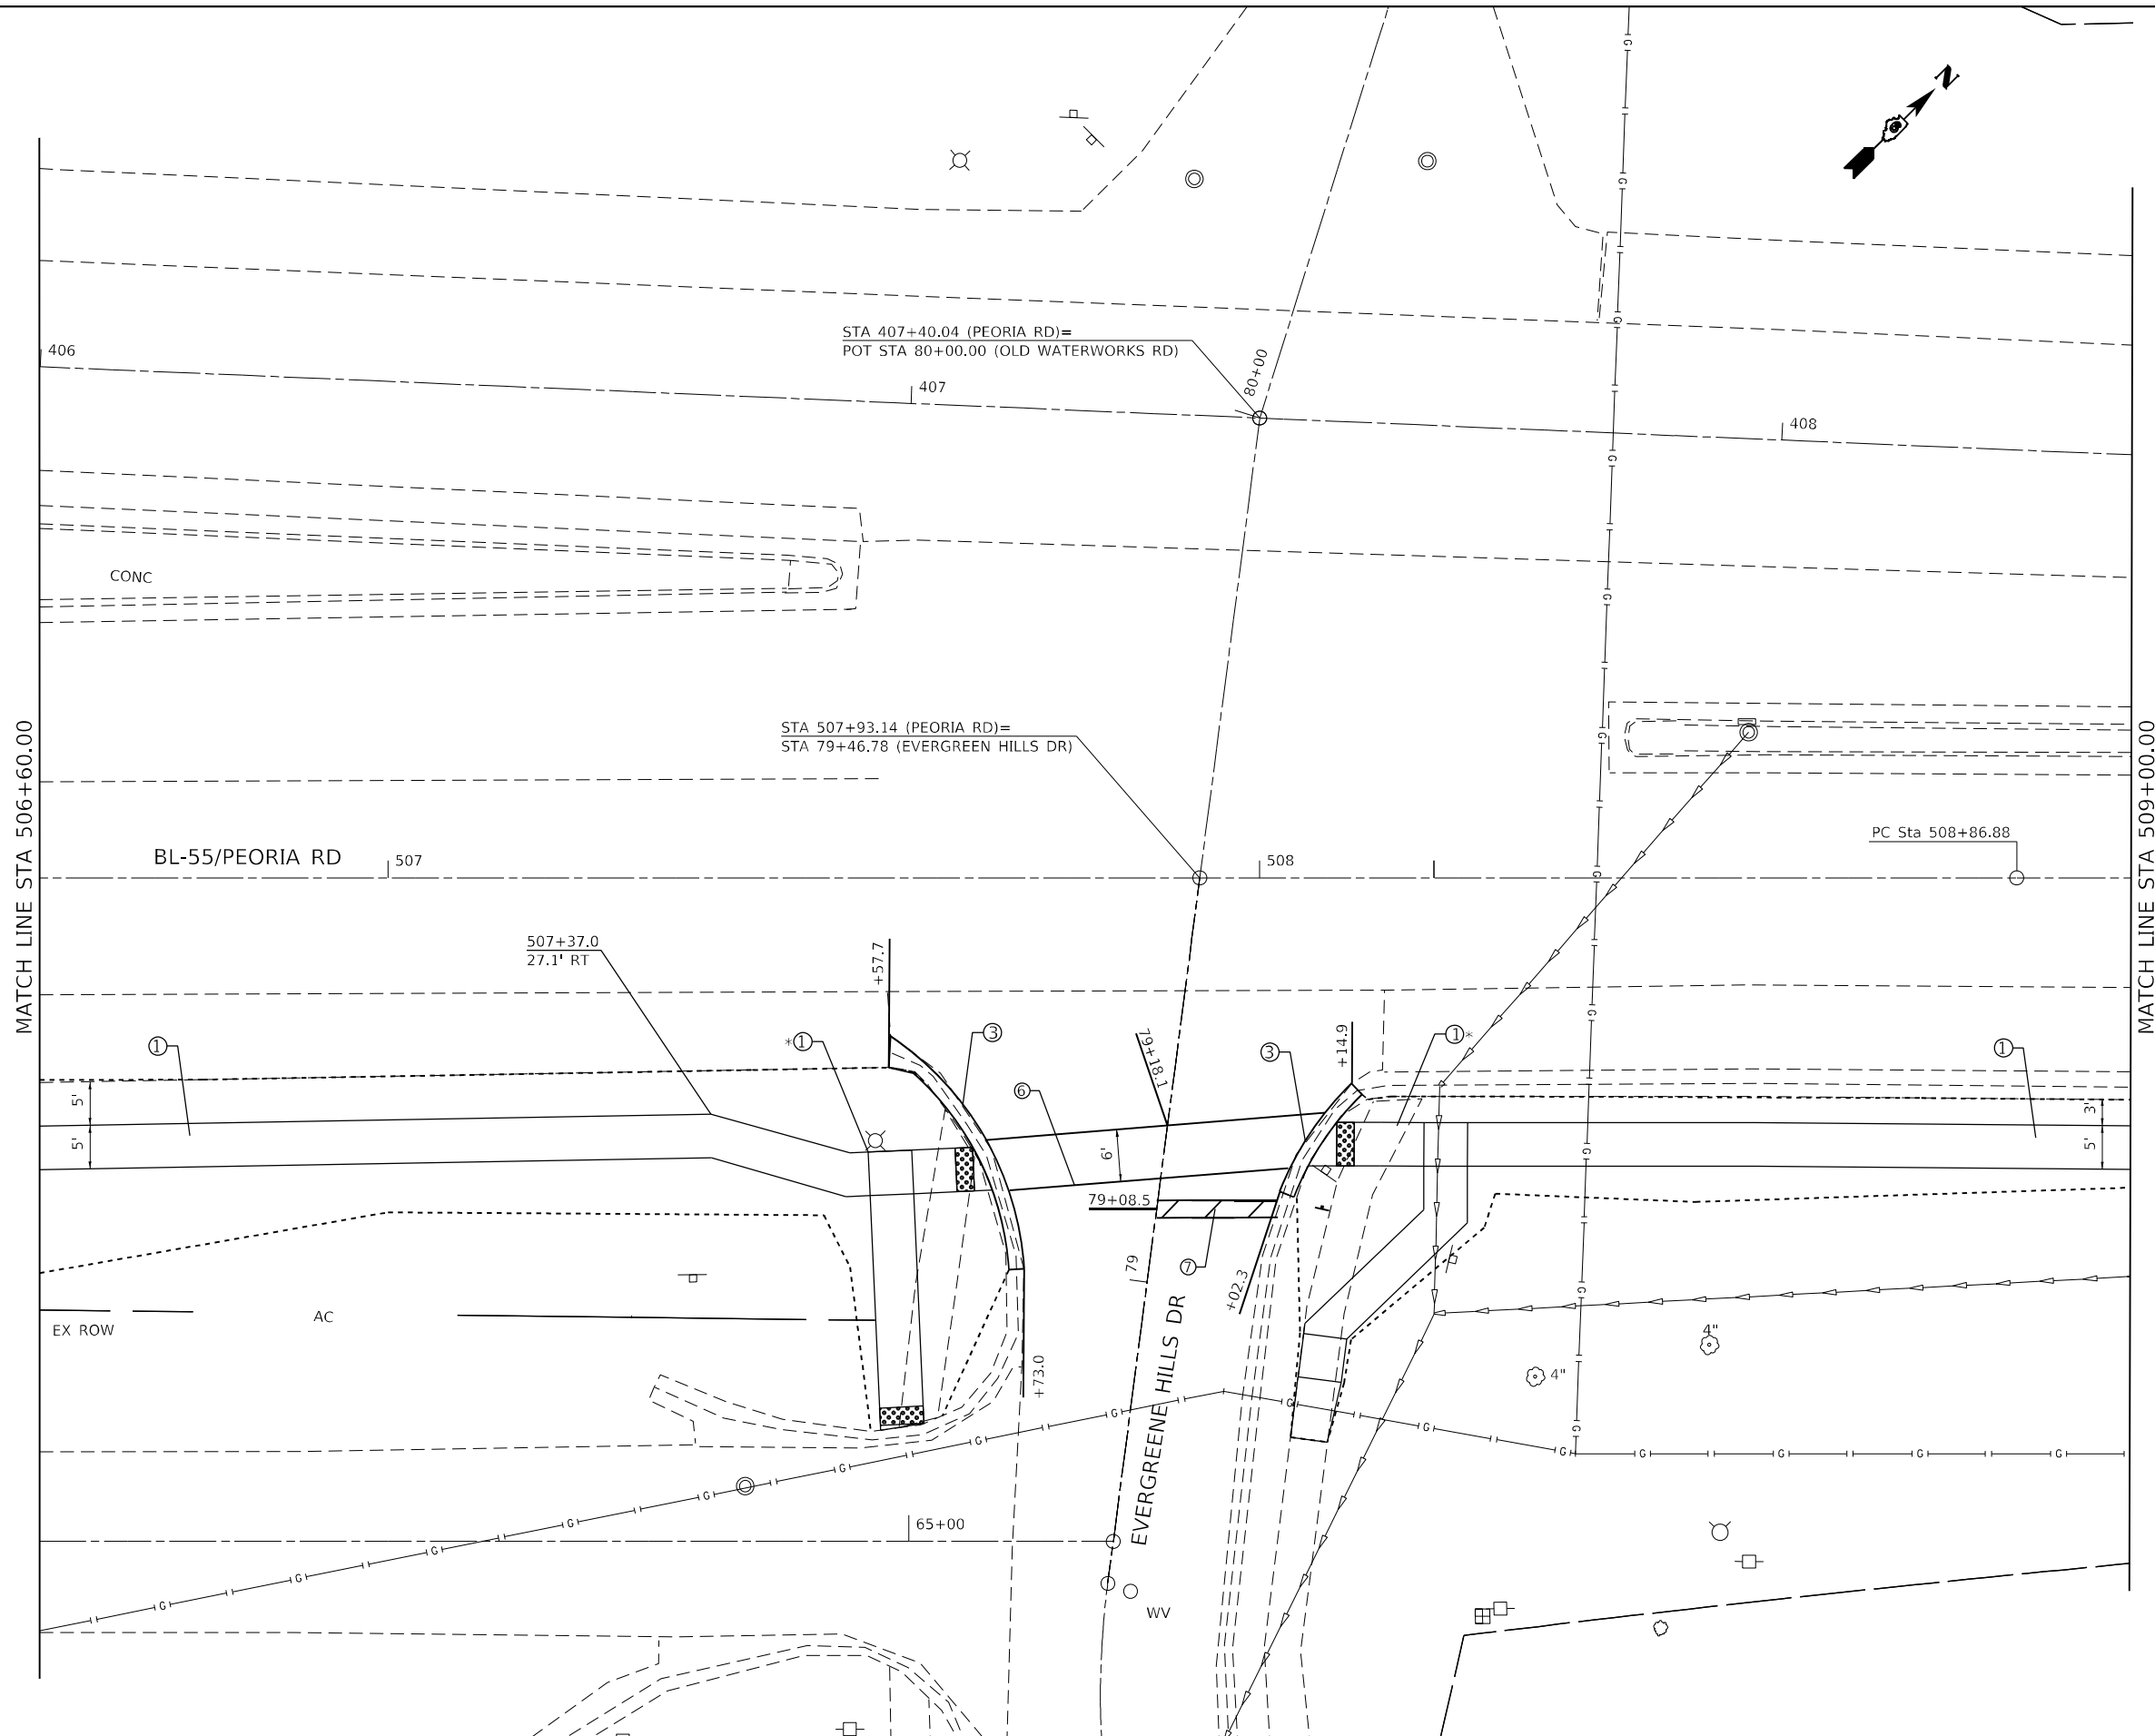 N
406
STA 407+40.04 (PEORIA RD)=
POT STA 80+00.00 (OLD WATERWORKS RD)
80+00
407
408
CONC
MATCH LINE STA 506+60.00
MATCH LINE STA 509+00.00
STA 507+93.14 (PEORIA RD)=
STA 79+46.78 (EVERGREEN HILLS DR)
PC Sta 508+86.88
BL-55/PEORIA RD
507
508
507+37.0
27.1' RT
+57.7
79+18.1
+14.9
1
*1
3
3
1*
1
6
5'
5'
6'
3'
5'
79+08.5
79
7
+02.3
EX ROW
AC
+73.0
EVERGREENE HILLS DR
4"
4"
65+00
WV
G G G G G G G G G G
G G G G G G G G G G G G G G G